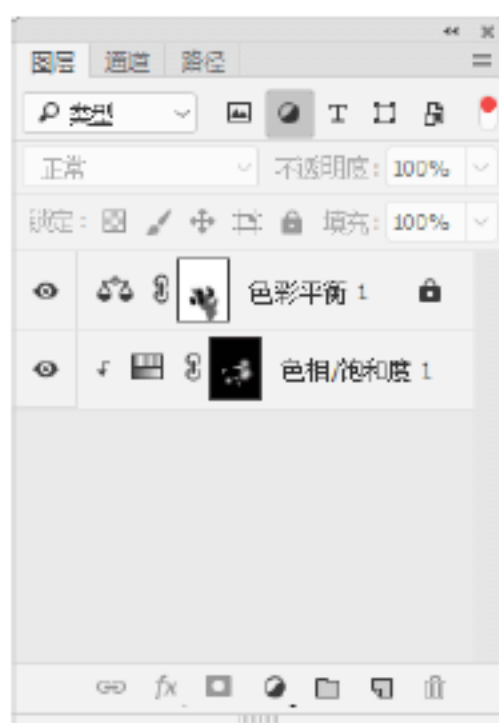 图层 通道 路径
类型
正常 不透明度: 100%
锁定: 填充: 100%
色彩平衡 1
色相/饱和度 1
fx